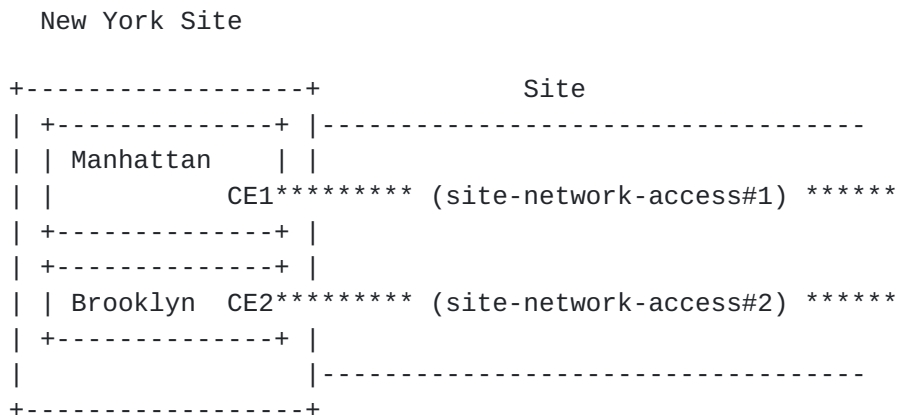 New York Site
+------------------+             Site
| +--------------+ |-----------------------------------
| | Manhattan    | |
| |           CE1********* (site-network-access#1) ******
| +--------------+ |
| +--------------+ |
| | Brooklyn  CE2********* (site-network-access#2) ******
| +--------------+ |
|                  |-----------------------------------
+------------------+